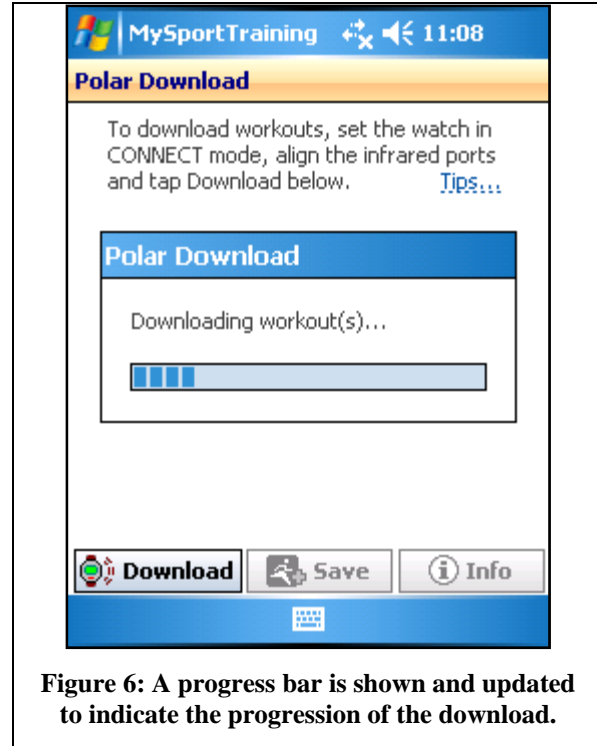 MySportTraining 11:08
Polar Download
To download workouts, set the watch in
CONNECT mode, align the infrared ports
and tap Download below. Tips...
Polar Download
Downloading workout(s)...
Download Save Info
Figure 6: A progress bar is shown and updated
to indicate the progression of the download.